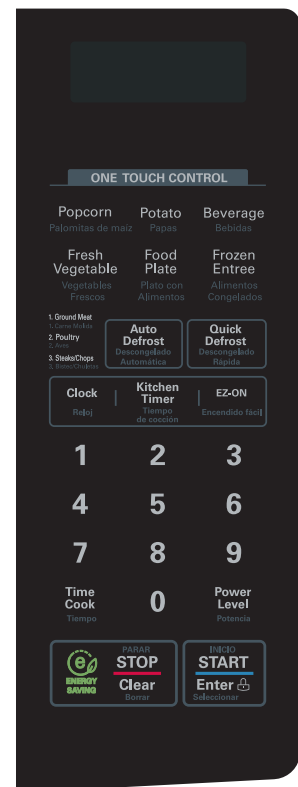 ONE TOUCH CONTROL
Popcorn Potato Beverage
Palomitas de maíz Papas Bebidas
Fresh Food Frozen
Vegetable Plate Entree
Vegetables Plato con Alimentos
Frescos Alimentos Congelados
1. Ground Meat
1. Carne Molida
2. Poultry
2. Aves
3. Steaks/Chops
Auto Quick
Defrost Defrost
Descongelado Descongelado
Automática Rápida
Clock Kitchen Timer EZ-ON
Reloj Tiempo de cocción Encendido fácil
1 2 3
4 5 6
7 8 9
Time Cook 0 Power Level
Tiempo Potencia
e
ENERGY SAVING
PARAR
STOP
Clear
Borrar
INICIO
START
Enter
Seleccionar